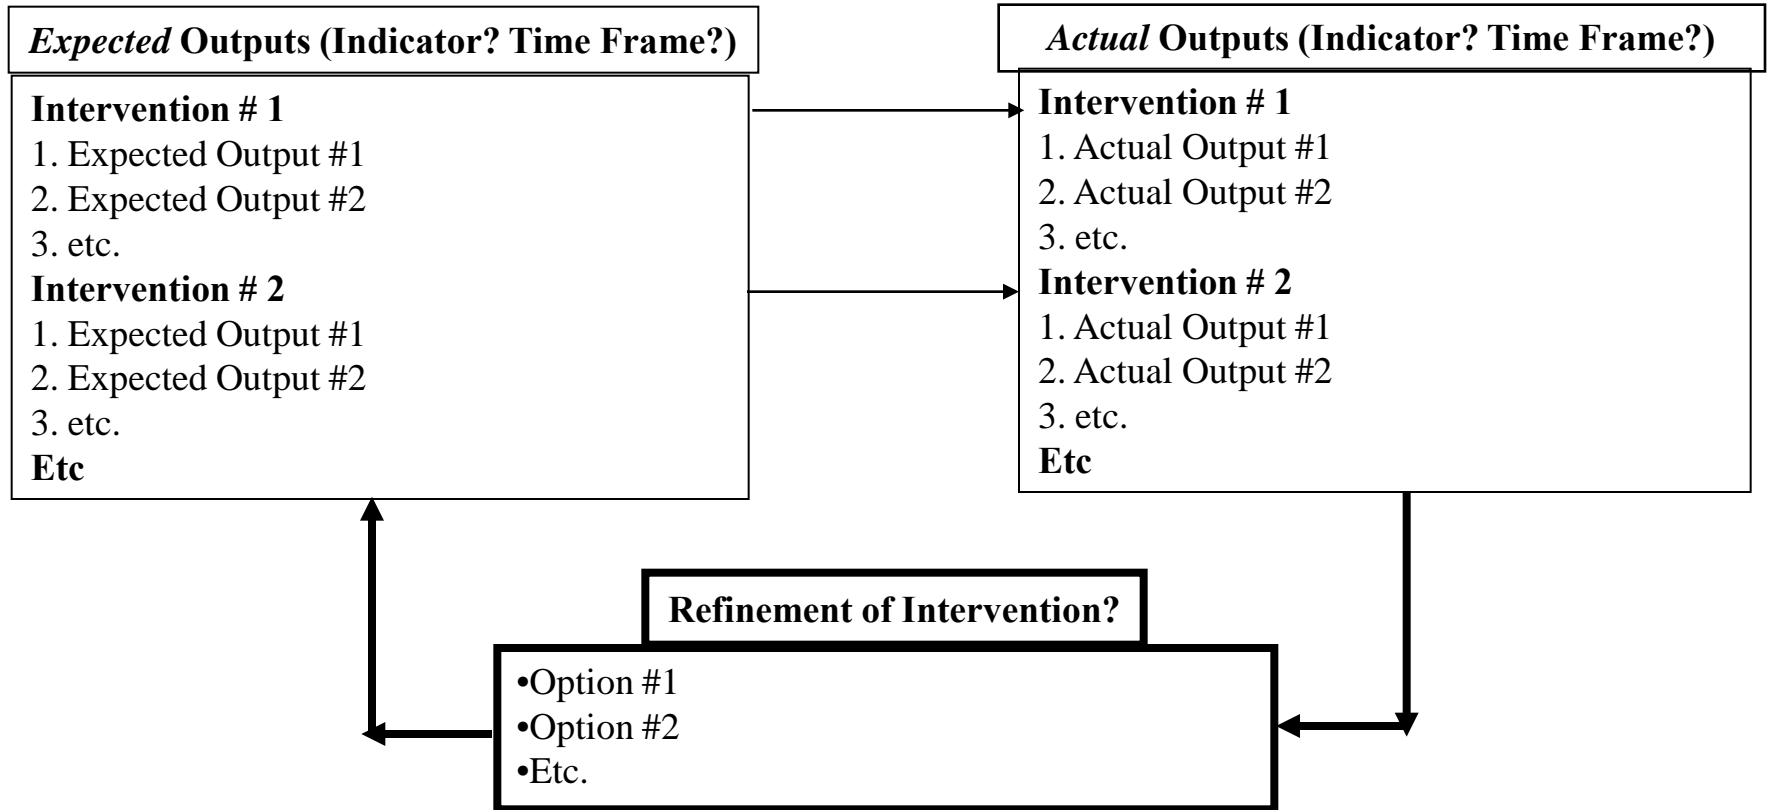 Expected Outputs (Indicator? Time Frame?)
Intervention # 1
1. Expected Output #1
2. Expected Output #2
3. etc.
Intervention # 2
1. Expected Output #1
2. Expected Output #2
3. etc.
Etc
Actual Outputs (Indicator? Time Frame?)
Intervention # 1
1. Actual Output #1
2. Actual Output #2
3. etc.
Intervention # 2
1. Actual Output #1
2. Actual Output #2
3. etc.
Etc
Refinement of Intervention?
•Option #1
•Option #2
•Etc.